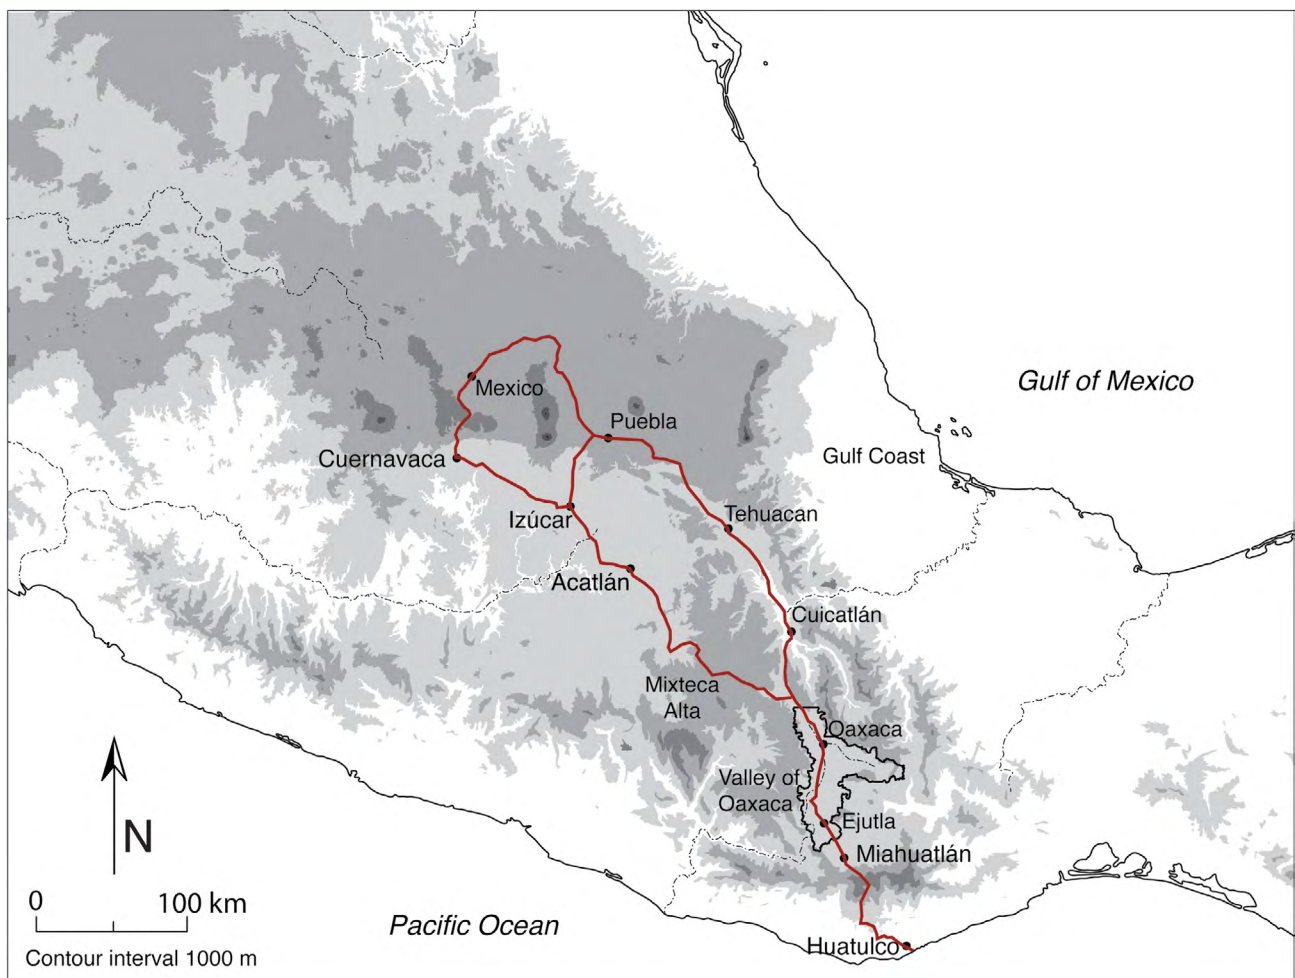 Gulf of Mexico
Mexico
Puebla
Cuernavaca
Gulf Coast
Izúcar
Tehuacan
Acatlán
Cuicatlán
Mixteca
Alta
Oaxaca
Valley of
Oaxaca
Ejutla
N
Miahuatlán
0 100 km
Pacific Ocean
Huatulco
Contour interval 1000 m